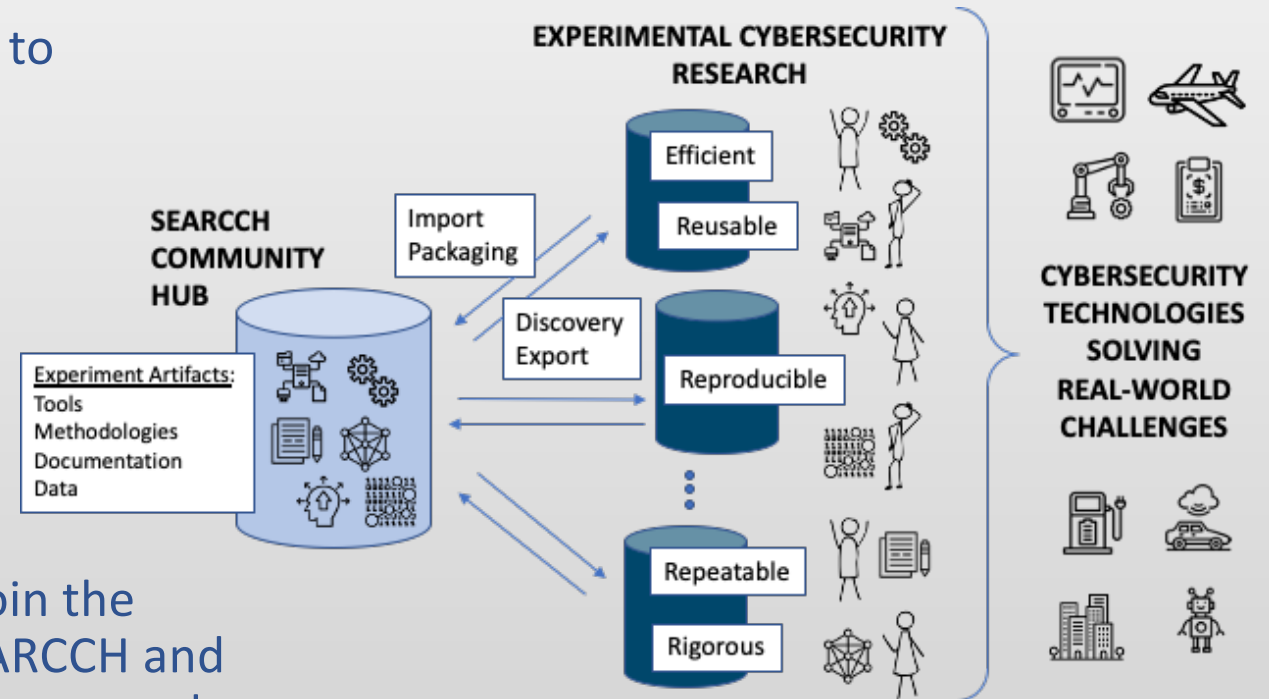 to
EXPERIMENTAL CYBERSECURITY
RESEARCH
Efficient
Reusable
Import
Packaging
SEARCCH
COMMUNITY
HUB
Discovery
Export
Experiment Artifacts:
Tools
Methodologies
Documentation
Data
Reproducible
Repeatable
Rigorous
CYBERSECURITY
TECHNOLOGIES
SOLVING
REAL-WORLD
CHALLENGES
oin the
ARCCH and